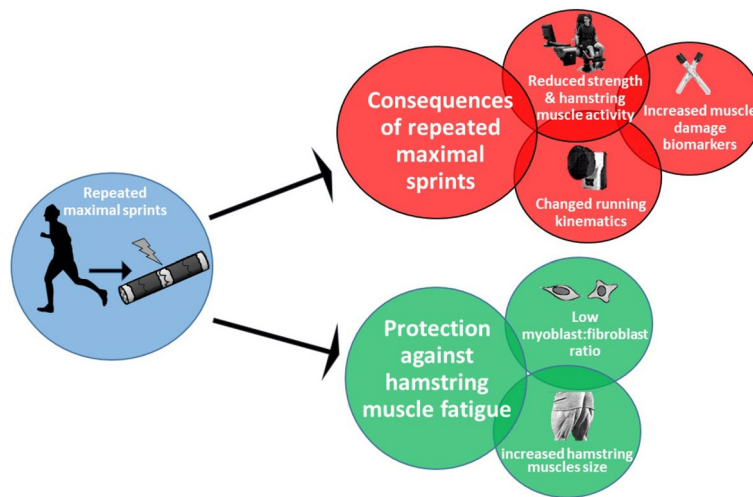 Repeated
maximal sprints
Consequences
of repeated
maximal
sprints
Reduced strength
& hamstring
muscle activity
Increased muscle
damage
biomarkers
Changed running
kinematics
Protection
against
hamstring
muscle fatigue
Low
myoblast:fibroblast
ratio
increased hamstring
muscles size